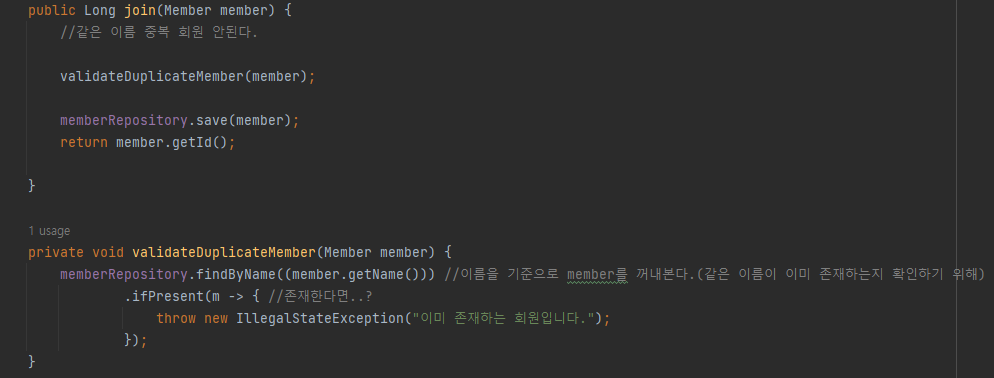 public Long join(Member member) {
//같은 이름 중복 회원 안된다.
validateDuplicateMember(member);
memberRepository.save(member);
return member.getId();
}
1 usage
private void validateDuplicateMember(Member member) {
memberRepository.findByName((member.getName())) //이름을 기준으로 member를 꺼내본다.(같은 이름이 이미 존재하는지 확인하기 위해)
.ifPresent(m -> { //존재한다면..?
throw new IllegalStateException("이미 존재하는 회원입니다.");
});
}